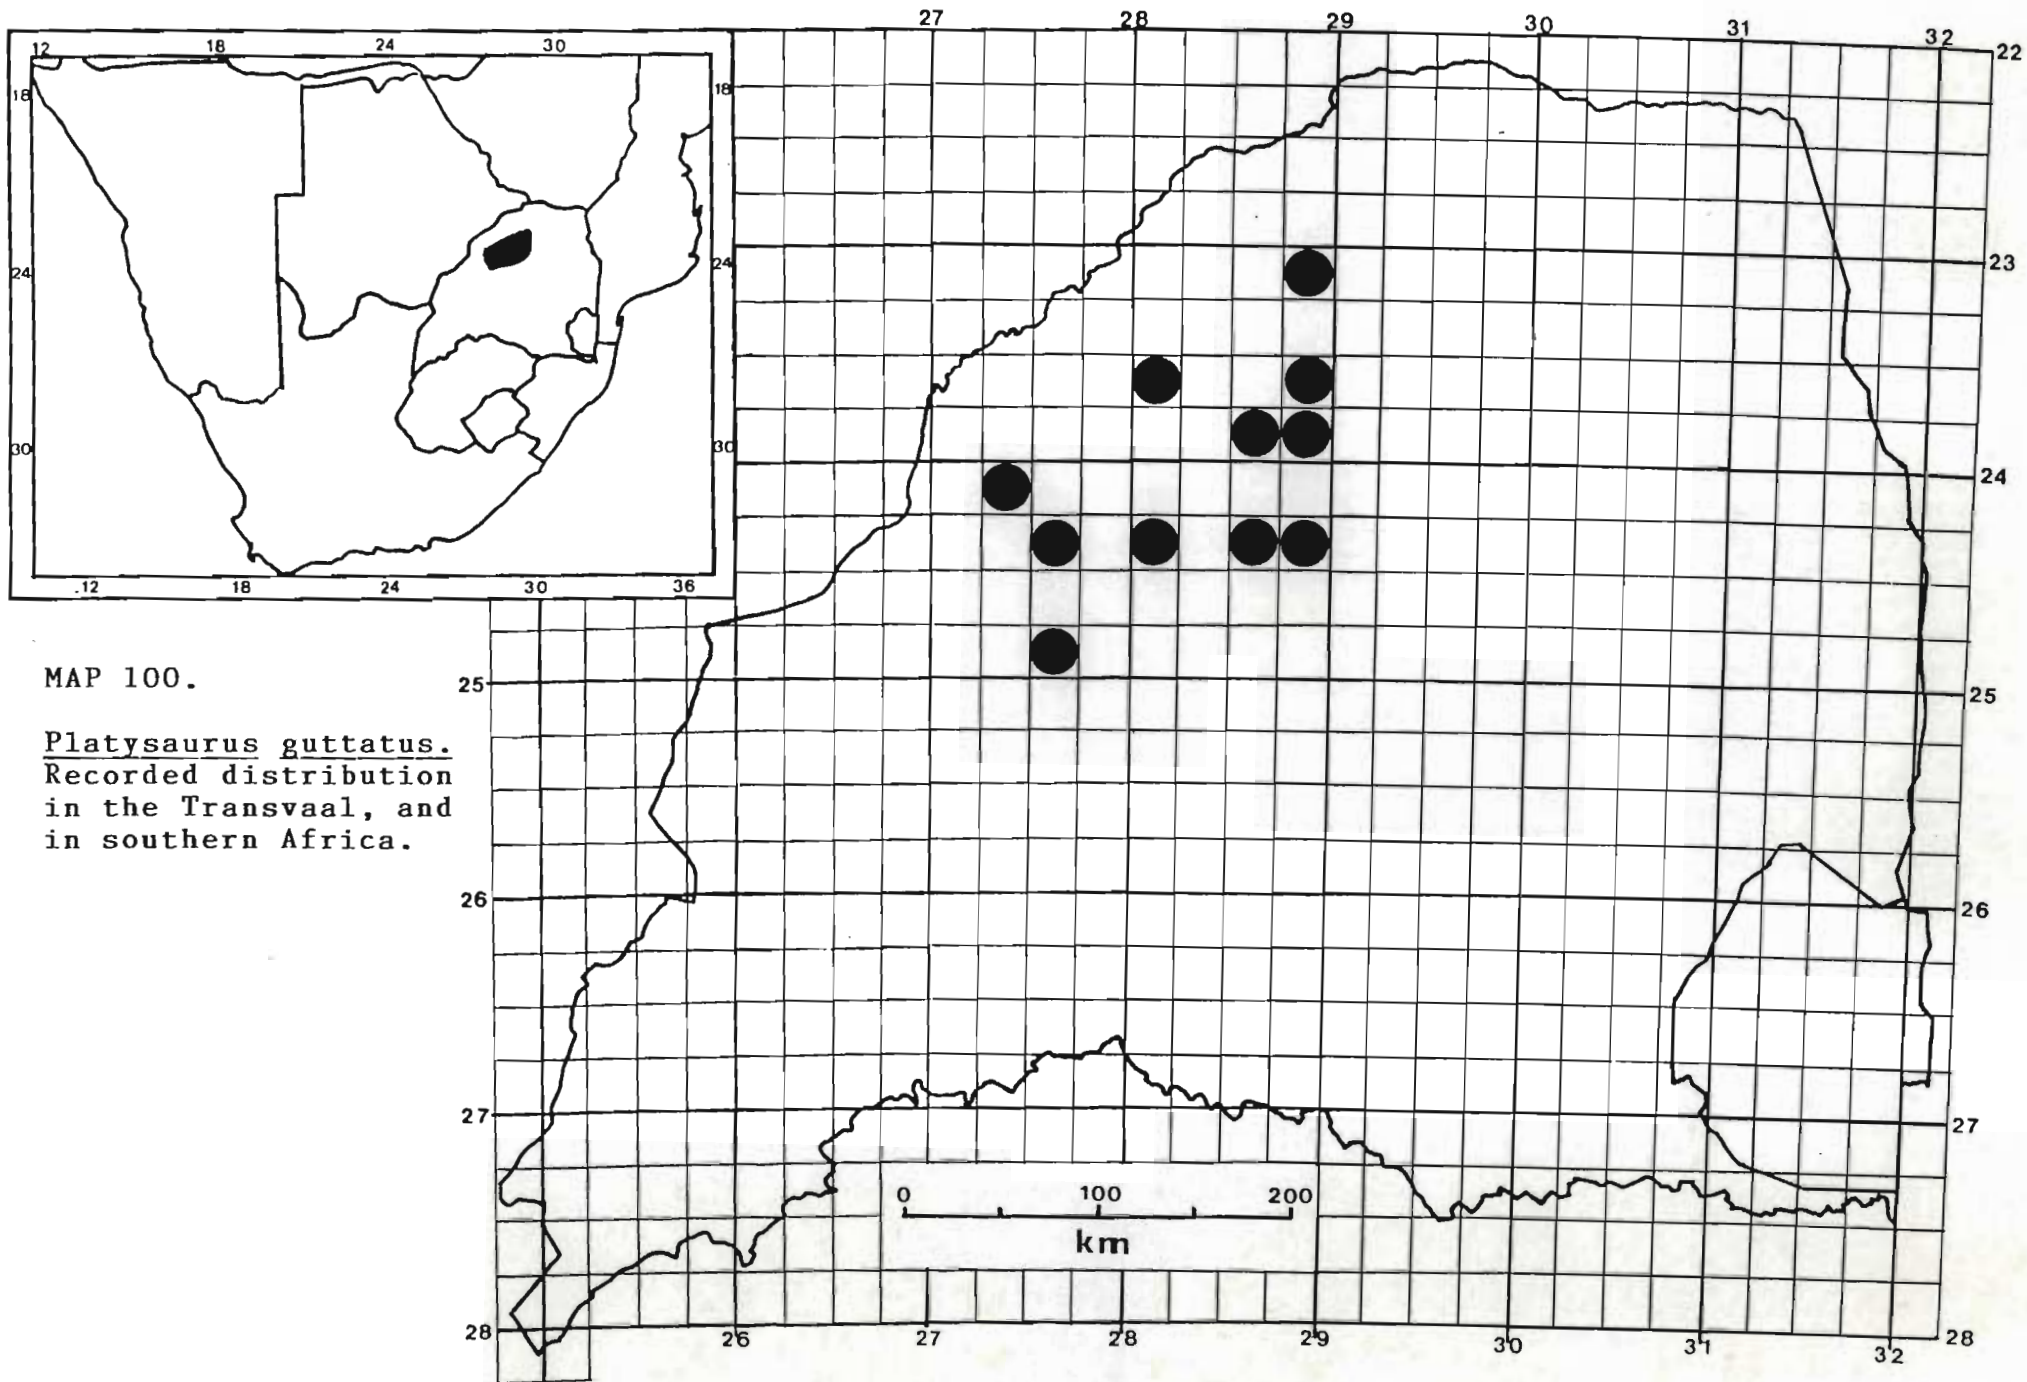 27 28 29 30 31 32
22
12 18 24 30
18 18
23
24 24
24
30 30
.12 18 24 30 36
MAP 100.
25 25
Platysaurus guttatus.
Recorded distribution
in the Transvaal, and
in southern Africa.
26 26
27 27
0 100 200
km
28 28
26 27 28 29 30 31 32